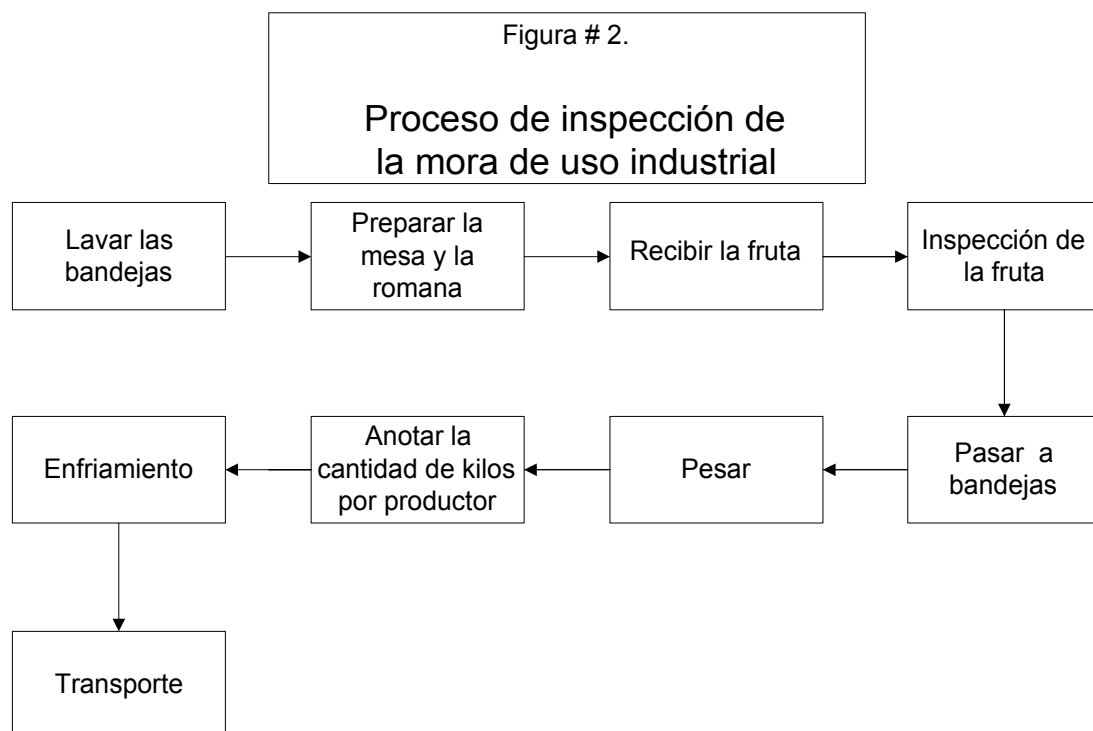 Figura # 2.
Proceso de inspección de
la mora de uso industrial
Lavar las
bandejas
Preparar la
mesa y la
romana
Recibir la fruta
Inspección de
la fruta
Pasar a
bandejas
Pesar
Anotar la
cantidad de kilos
por productor
Enfriamiento
Transporte